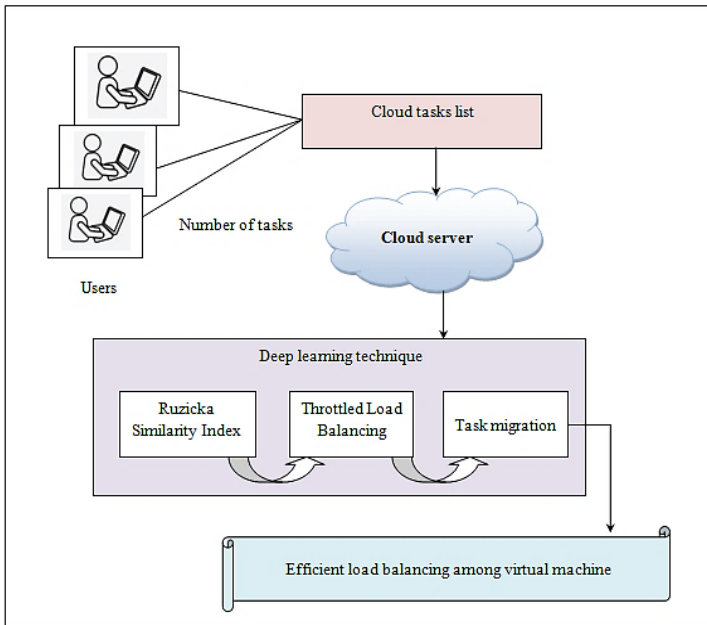 Cloud tasks list
Number of tasks
Cloud server
Users
Deep learning technique
Ruzicka
Similarity Index
Throttled Load
Balancing
Task migration
Efficient load balancing among virtual machine